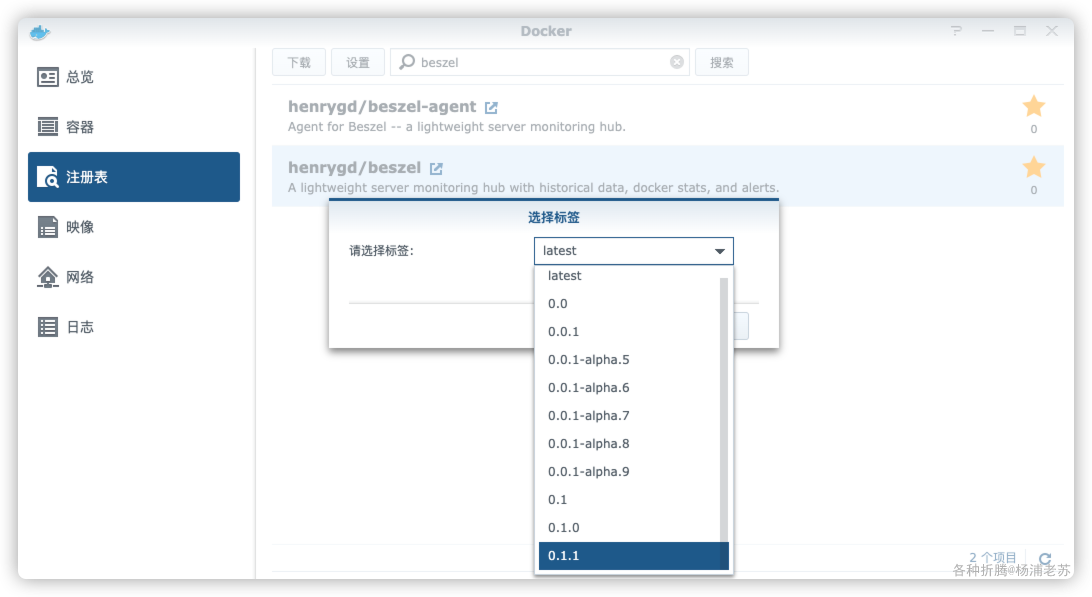 Docker
总览
容器
注册表
映像
网络
日志
下载
设置
beszel
搜索
henrygd/beszel-agent
Agent for Beszel -- a lightweight server monitoring hub.
0
henrygd/beszel
A lightweight server monitoring hub with historical data, docker stats, and alerts.
0
选择标签
请选择标签:
latest
latest
0.0
0.0.1
0.0.1-alpha.5
0.0.1-alpha.6
0.0.1-alpha.7
0.0.1-alpha.8
0.0.1-alpha.9
0.1
0.1.0
0.1.1
2 个项目
各种折腾@杨浦老苏